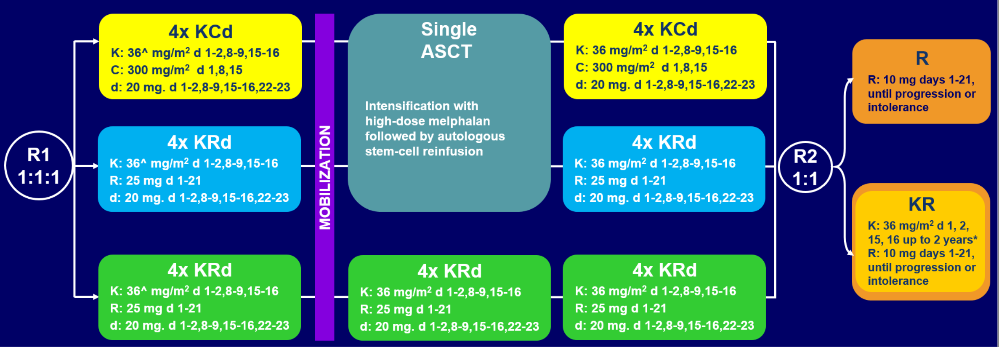 R1
1:1:1
4x KCd
K: 36^ mg/m² d 1-2,8-9,15-16
C: 300 mg/m² d 1,8,15
d: 20 mg. d 1-2,8-9,15-16,22-23
4x KRd
K: 36^ mg/m² d 1-2,8-9,15-16
R: 25 mg d 1-21
d: 20 mg. d 1-2,8-9,15-16,22-23
4x KRd
K: 36^ mg/m² d 1-2,8-9,15-16
R: 25 mg d 1-21
d: 20 mg. d 1-2,8-9,15-16,22-23
MOBILIZATION
Single
ASCT
Intensification with
high-dose melphalan
followed by autologous
stem-cell reinfusion
4x KRd
K: 36 mg/m² d 1-2,8-9,15-16
R: 25 mg d 1-21
d: 20 mg. d 1-2,8-9,15-16,22-23
4x KCd
K: 36 mg/m² d 1-2,8-9,15-16
C: 300 mg/m² d 1,8,15
d: 20 mg. d 1-2,8-9,15-16,22-23
4x KRd
K: 36 mg/m² d 1-2,8-9,15-16
R: 25 mg d 1-21
d: 20 mg. d 1-2,8-9,15-16,22-23
4x KRd
K: 36 mg/m² d 1-2,8-9,15-16
R: 25 mg d 1-21
d: 20 mg. d 1-2,8-9,15-16,22-23
R2
1:1
R
R: 10 mg days 1-21,
until progression or
intolerance
KR
K: 36 mg/m² d 1, 2,
15, 16 up to 2 years*
R: 10 mg days 1-21,
until progression or
intolerance